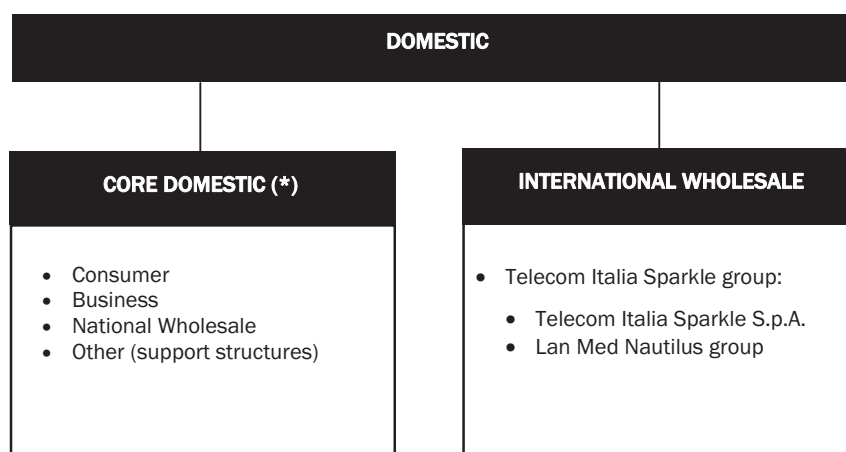 DOMESTIC
CORE DOMESTIC (*)
• Consumer
• Business
• National Wholesale
• Other (support structures)
INTERNATIONAL WHOLESALE
• Telecom Italia Sparkle group:
• Telecom Italia Sparkle S.p.A.
• Lan Med Nautilus group